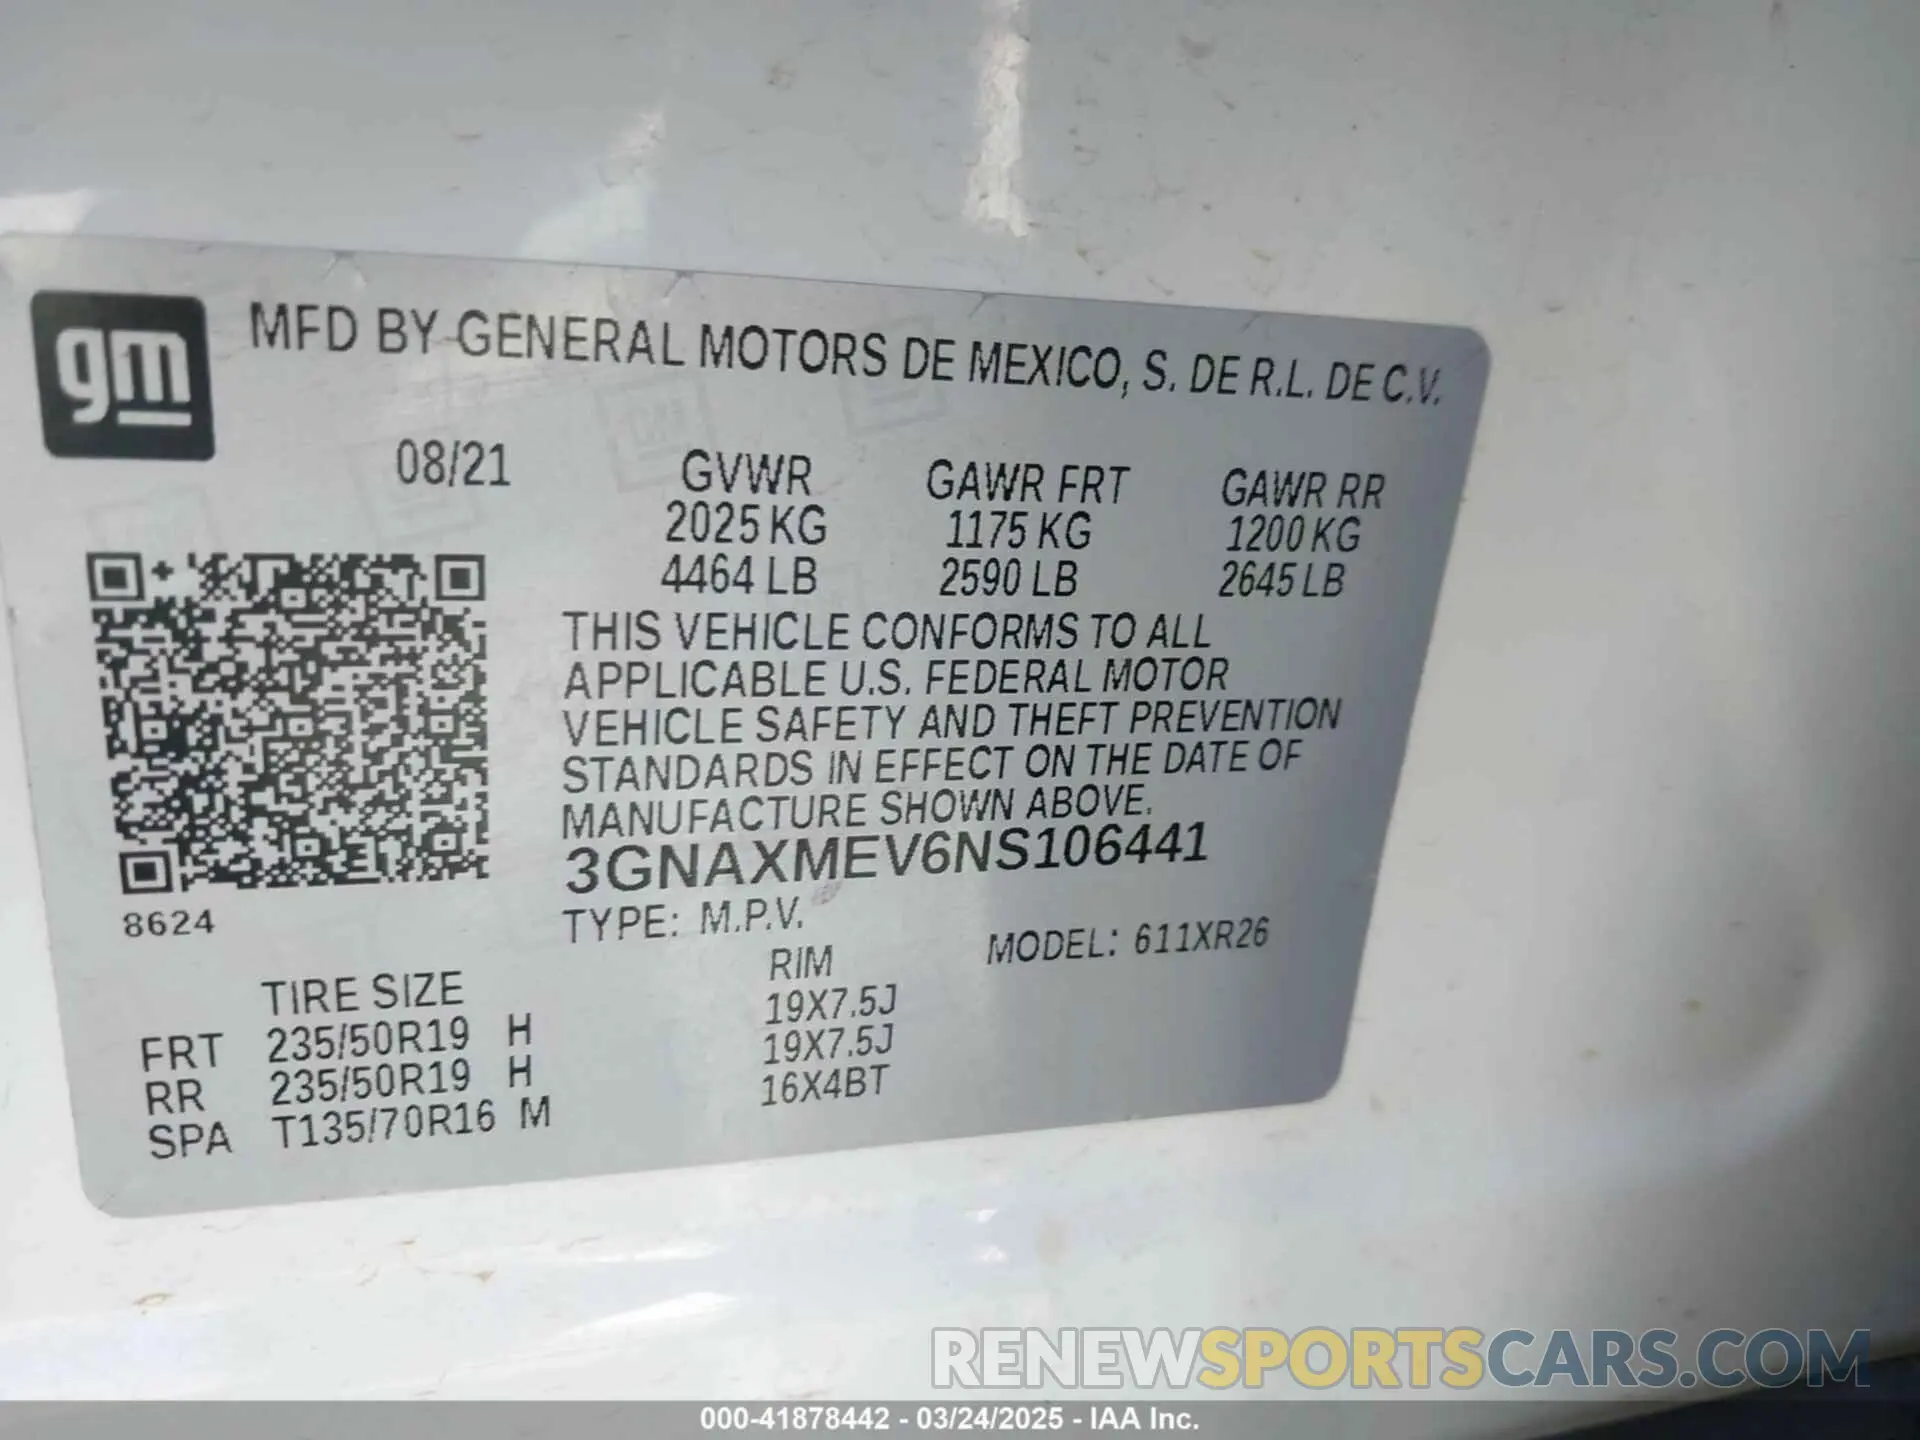 gm
MFD BY GENERAL MOTORS DE MEXICO, S. DE R.L. DE C.V.
08/21
GVWR GAWR FRT GAWR RR
2025 KG 1175 KG 1200 KG
4464 LB 2590 LB 2645 LB
THIS VEHICLE CONFORMS TO ALL
APPLICABLE U.S. FEDERAL MOTOR
VEHICLE SAFETY AND THEFT PREVENTION
STANDARDS IN EFFECT ON THE DATE OF
MANUFACTURE SHOWN ABOVE.
3GNAXMEV6NS106441
8624
TYPE: M.P.V. MODEL: 611XR26
TIRE SIZE RIM
FRT 235/50R19 H 19X7.5J
RR 235/50R19 H 19X7.5J
SPA T135/70R16 M 16X4BT
RENEWSPORTSCARS.COM
000-41878442 - 03/24/2025 - IAA Inc.